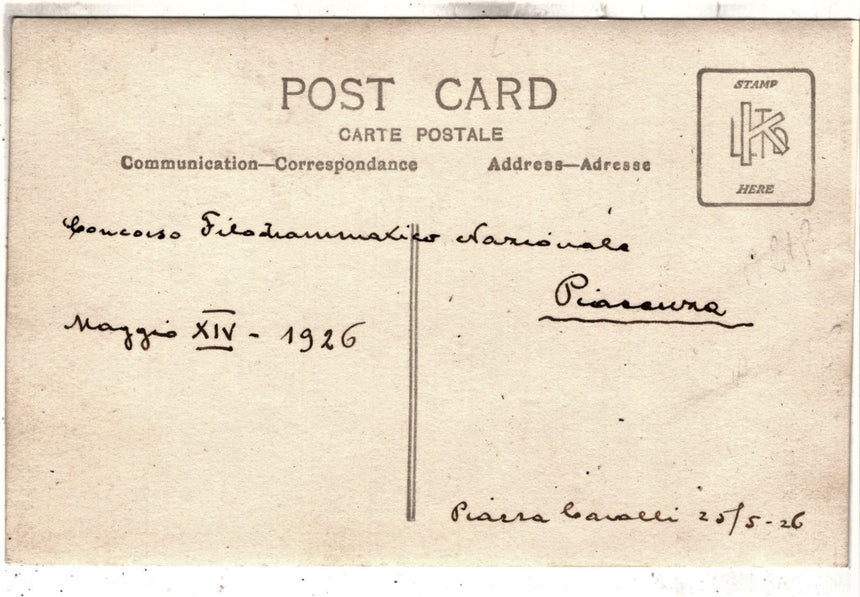 POST CARD
CARTE POSTALE
Communication—Correspondance Address—Adresse
STAMP
HERE
Concorso Filodrammatico Nazionale
Piacenza
Maggio XIV - 1926
Piazza Cavalli 25/5-26